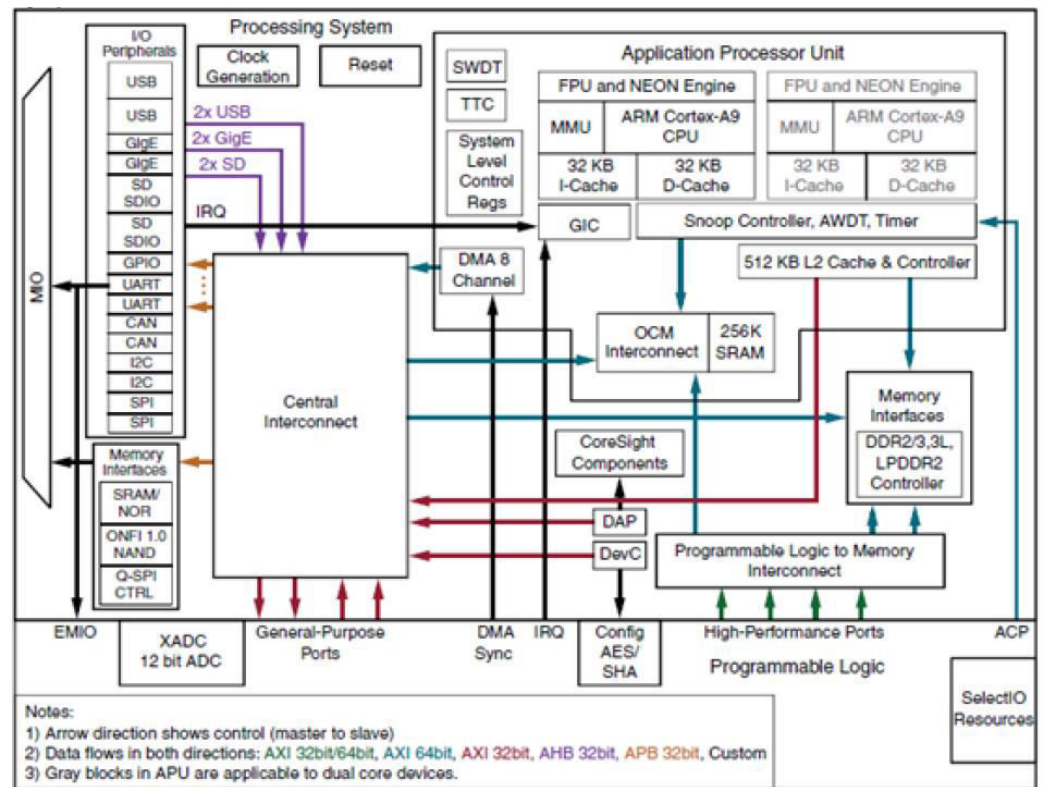 Processing System
I/O
Peripherals
USB
USB
GigE
GigE
SD
SDIO
SD
SDIO
GPIO
UART
UART
CAN
CAN
I2C
I2C
SPI
SPI
MIO
Clock
Generation
Reset
2x USB
2x GigE
2x SD
IRQ
Application Processor Unit
SWDT
TTC
System
Level
Control
Regs
FPU and NEON Engine
MMU
ARM Cortex-A9
CPU
32 KB
I-Cache
32 KB
D-Cache
FPU and NEON Engine
MMU
ARM Cortex-A9
CPU
32 KB
I-Cache
32 KB
D-Cache
GIC
Snoop Controller, AWDT, Timer
DMA 8
Channel
512 KB L2 Cache & Controller
OCM
Interconnect
256K
SRAM
Central
Interconnect
Memory
Interfaces
DDR2/3,3L,
LPDDR2
Controller
CoreSight
Components
DAP
DevC
Programmable Logic to Memory
Interconnect
Memory
Interfaces
SRAM/
NOR
ONFI 1.0
NAND
Q-SPI
CTRL
EMIO
XADC
12 bit ADC
General-Purpose
Ports
DMA
Sync
IRQ
Config
AES/
SHA
High-Performance Ports
ACP
Programmable Logic
SelectIO
Resources
Notes:
1) Arrow direction shows control (master to slave)
2) Data flows in both directions: AXI 32bit/64bit, AXI 64bit, AXI 32bit, AHB 32bit, APB 32bit, Custom
3) Gray blocks in APU are applicable to dual core devices.